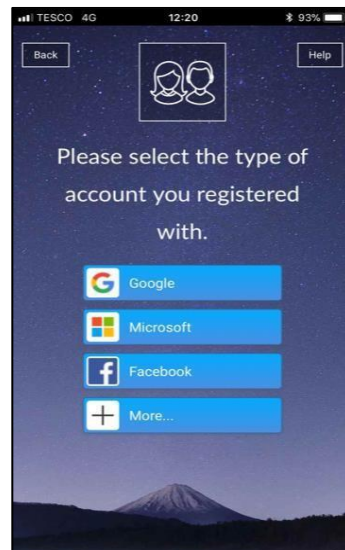 TESCO 4G 12:20 93%
Back Help
Please select the type of
account you registered
with.
Google
Microsoft
Facebook
More...